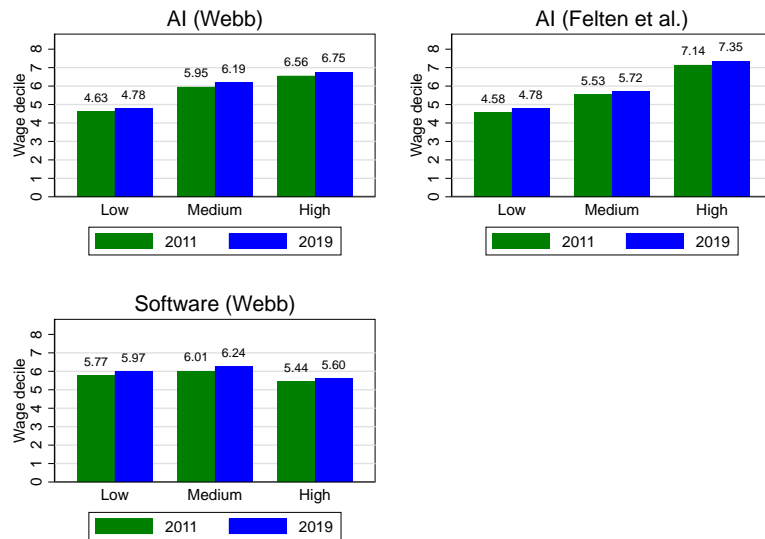 AI (Webb)
Wage decile
0 1 2 3 4 5 6 7 8
4.63 4.78 5.95 6.19 6.56 6.75
Low Medium High
2011 2019
AI (Felten et al.)
Wage decile
0 1 2 3 4 5 6 7 8
4.58 4.78 5.53 5.72 7.14 7.35
Low Medium High
2011 2019
Software (Webb)
Wage decile
0 1 2 3 4 5 6 7 8
5.77 5.97 6.01 6.24 5.44 5.60
Low Medium High
2011 2019